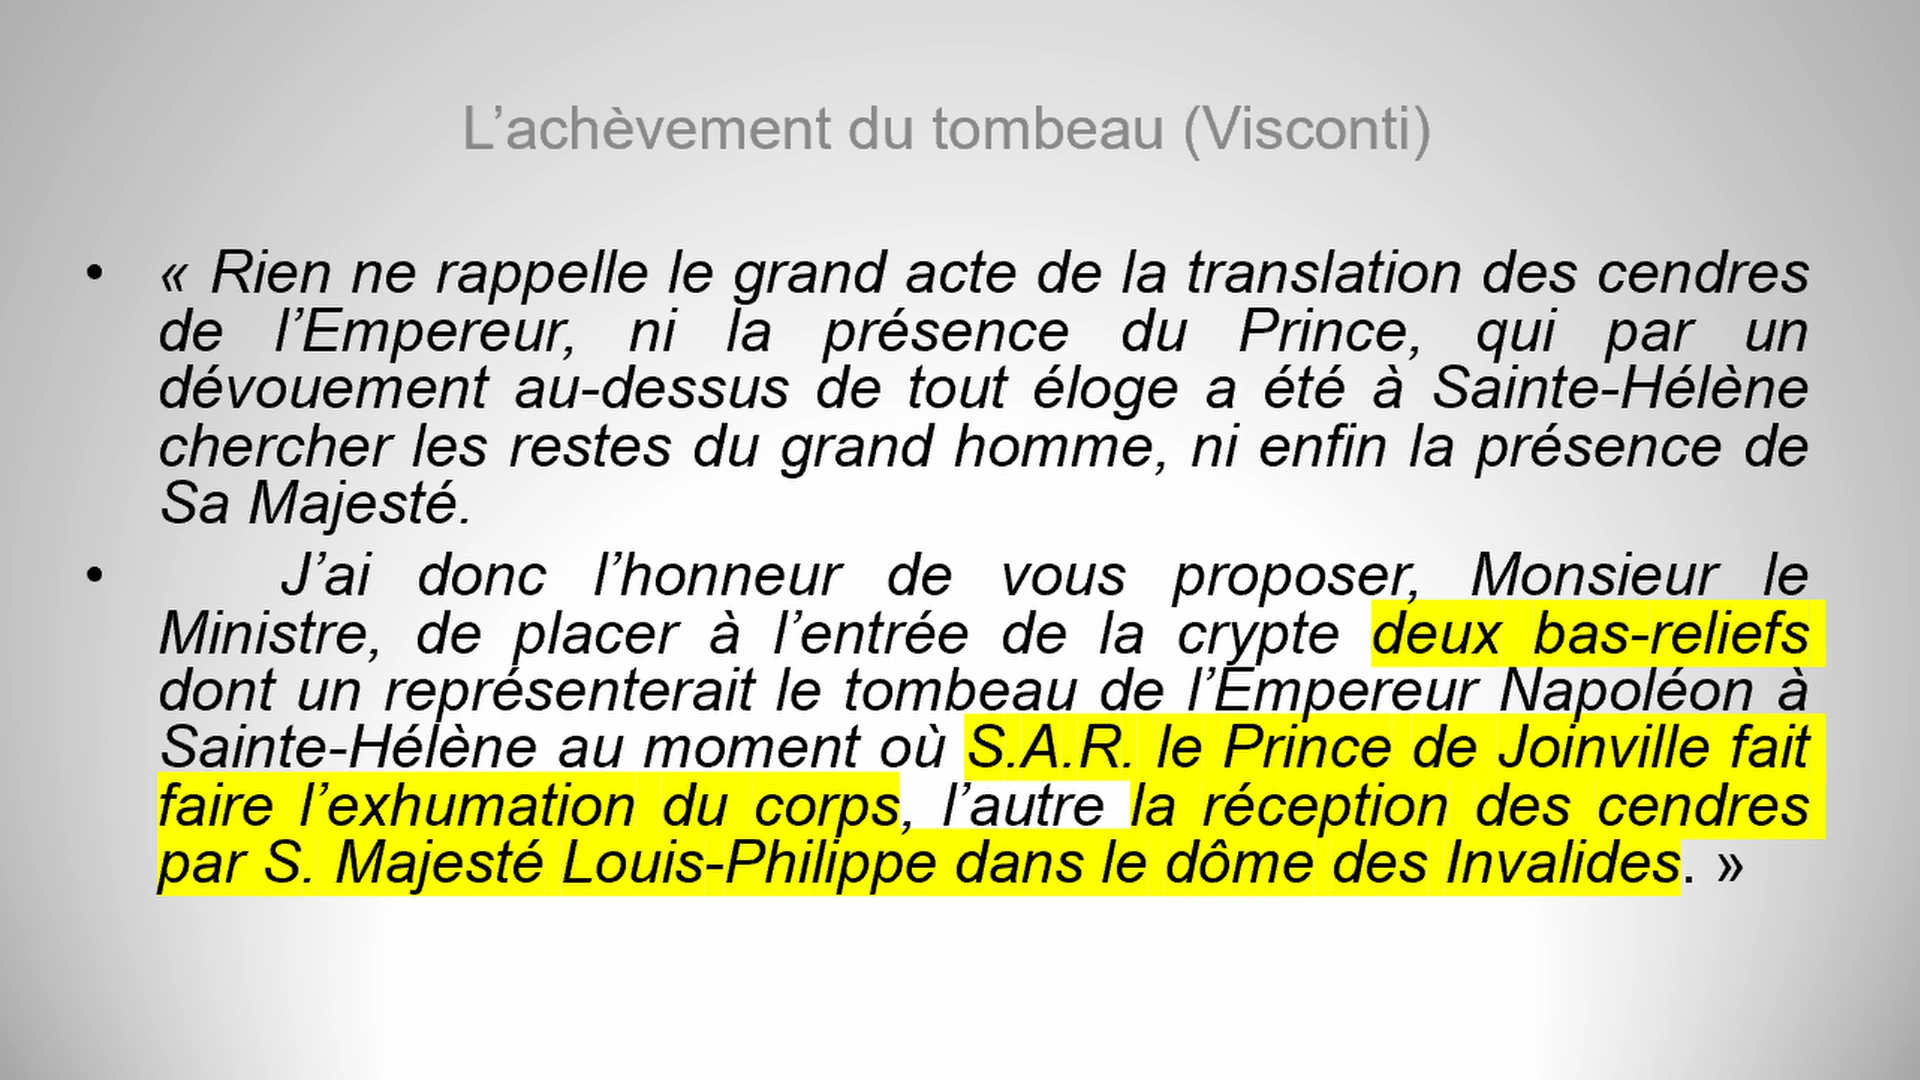 L’achèvement du tombeau (Visconti)
• « Rien ne rappelle le grand acte de la translation des cendres
de l’Empereur, ni la présence du Prince, qui par un
dévouement au-dessus de tout éloge a été à Sainte-Hélène
chercher les restes du grand homme, ni enfin la présence de
Sa Majesté.
• J’ai donc l’honneur de vous proposer, Monsieur le
Ministre, de placer à l’entrée de la crypte deux bas-reliefs
dont un représenterait le tombeau de l’Empereur Napoléon à
Sainte-Hélène au moment où S.A.R. le Prince de Joinville fait
faire l’exhumation du corps, l’autre la réception des cendres
par S. Majesté Louis-Philippe dans le dôme des Invalides. »